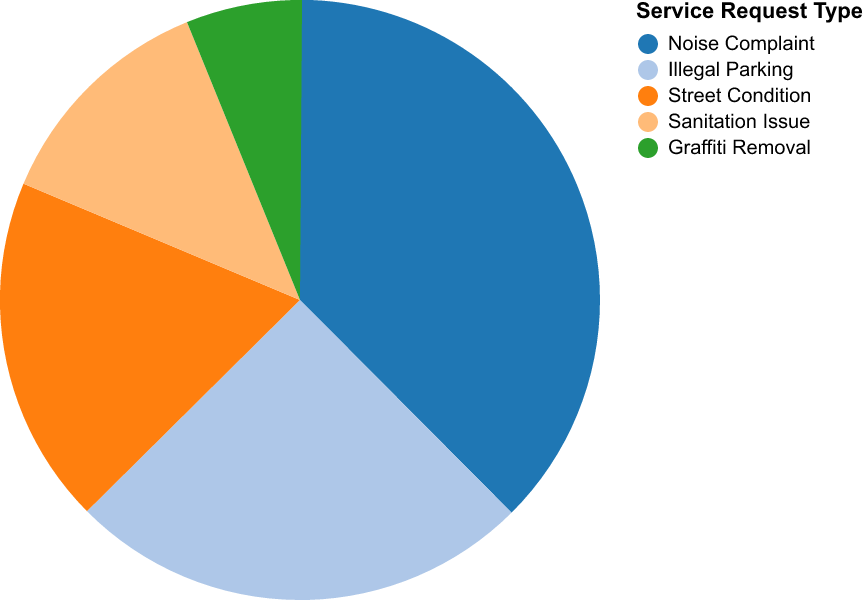 Service Request Type
Noise Complaint
Illegal Parking
Street Condition
Sanitation Issue
Graffiti Removal